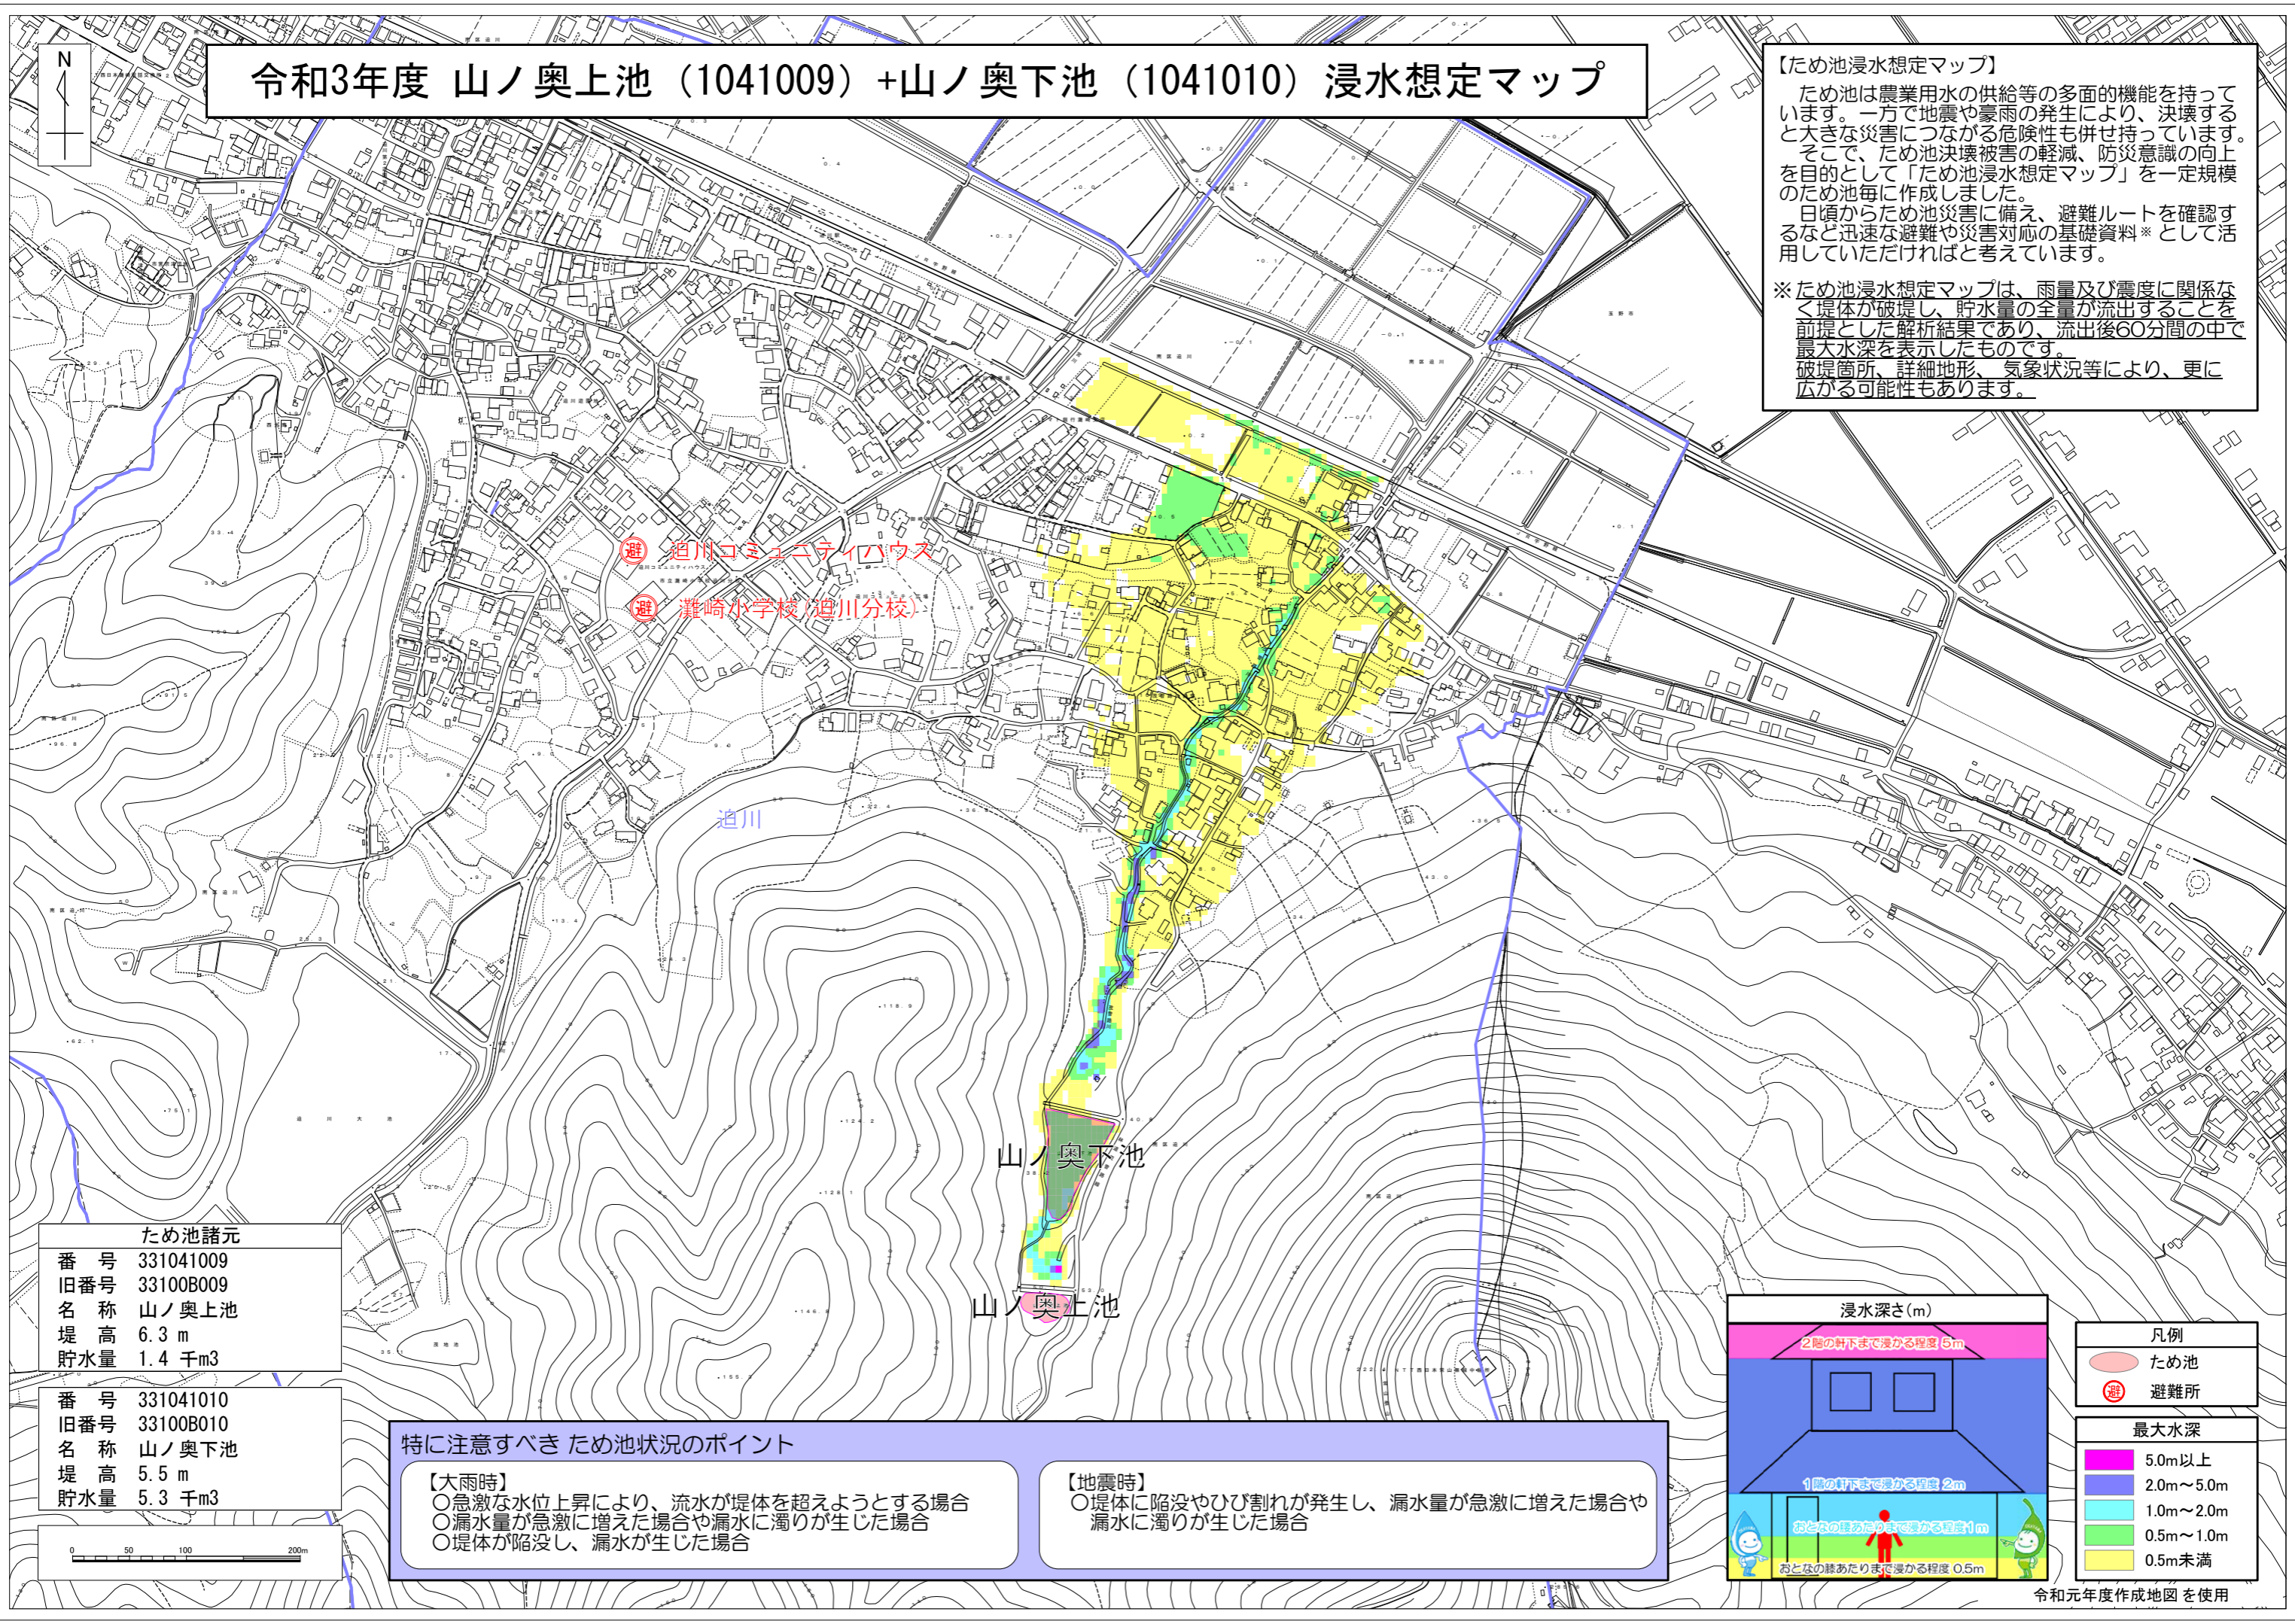 令和3年度 山ノ奥上池（1041009）+山ノ奥下池（1041010）浸水想定マップ
N
【ため池浸水想定マップ】
ため池は農業用水の供給等の多面的機能を持って
います。一方で地震や豪雨の発生により、決壊する
と大きな災害につながる危険性も併せ持っています。
そこで、ため池決壊被害の軽減、防災意識の向上
を目的として「ため池浸水想定マップ」を一定規模
のため池毎に作成しました。
日頃からため池災害に備え、避難ルートを確認す
るなど迅速な避難や災害対応の基礎資料※として活
用していただければと考えています。
※ため池浸水想定マップは、雨量及び震度に関係な
く堤体が破堤し、貯水量の全量が流出することを
前提とした解析結果であり、流出後60分間の中で
最大水深を表示したものです。
破堤箇所、詳細地形、気象状況等により、更に
広がる可能性もあります。
避 迫川コミュニティハウス
避 灘崎小学校(迫川分校)
迫川
山ノ奥下池
山ノ奥上池
ため池諸元
番 号 331041009
旧番号 33100B009
名 称 山ノ奥上池
堤 高 6.3 m
貯水量 1.4 千m3
番 号 331041010
旧番号 33100B010
名 称 山ノ奥下池
堤 高 5.5 m
貯水量 5.3 千m3
0 50 100 200m
特に注意すべき ため池状況のポイント
【大雨時】
○急激な水位上昇により、流水が堤体を超えようとする場合
○漏水量が急激に増えた場合や漏水に濁りが生じた場合
○堤体が陥没し、漏水が生じた場合
【地震時】
○堤体に陥没やひび割れが発生し、漏水量が急激に増えた場合や
漏水に濁りが生じた場合
浸水深さ(m)
2階の軒下まで浸かる程度 5m
1階の軒下まで浸かる程度 2m
おとなの腰あたりまで浸かる程度 1m
おとなの膝あたりまで浸かる程度 0.5m
凡例
ため池
避 避難所
最大水深
5.0m以上
2.0m～5.0m
1.0m～2.0m
0.5m～1.0m
0.5m未満
令和元年度作成地図を使用